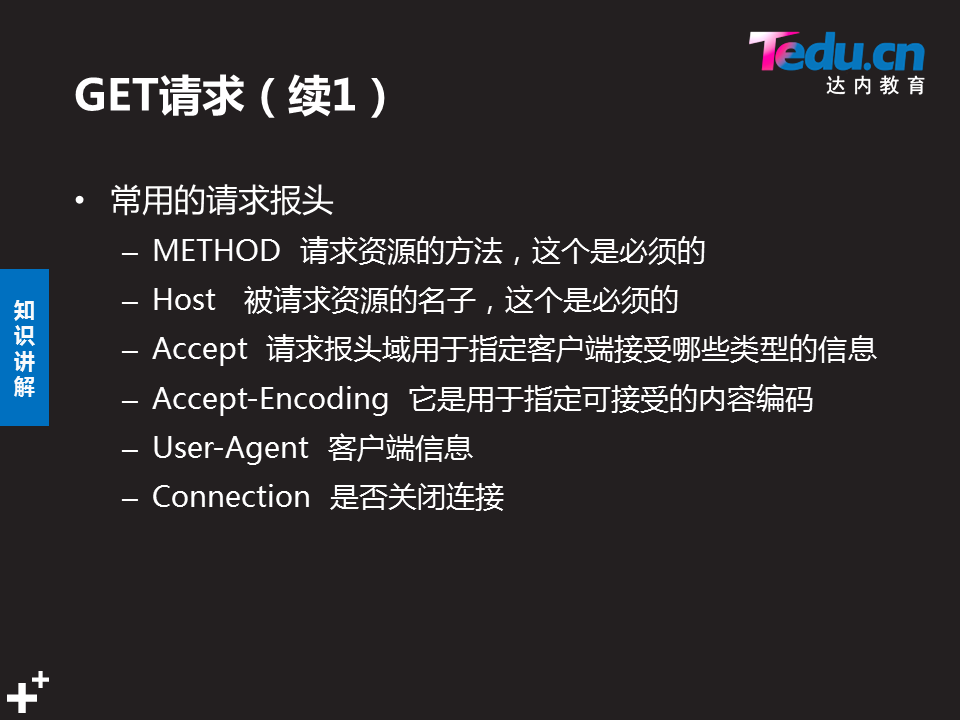 Tedu.cn
达内教育
GET请求（续1）
• 常用的请求报头
– METHOD 请求资源的方法，这个是必须的
– Host 被请求资源的名子，这个是必须的
– Accept 请求报头域用于指定客户端接受哪些类型的信息
– Accept-Encoding 它是用于指定可接受的内容编码
– User-Agent 客户端信息
– Connection 是否关闭连接
知识讲解